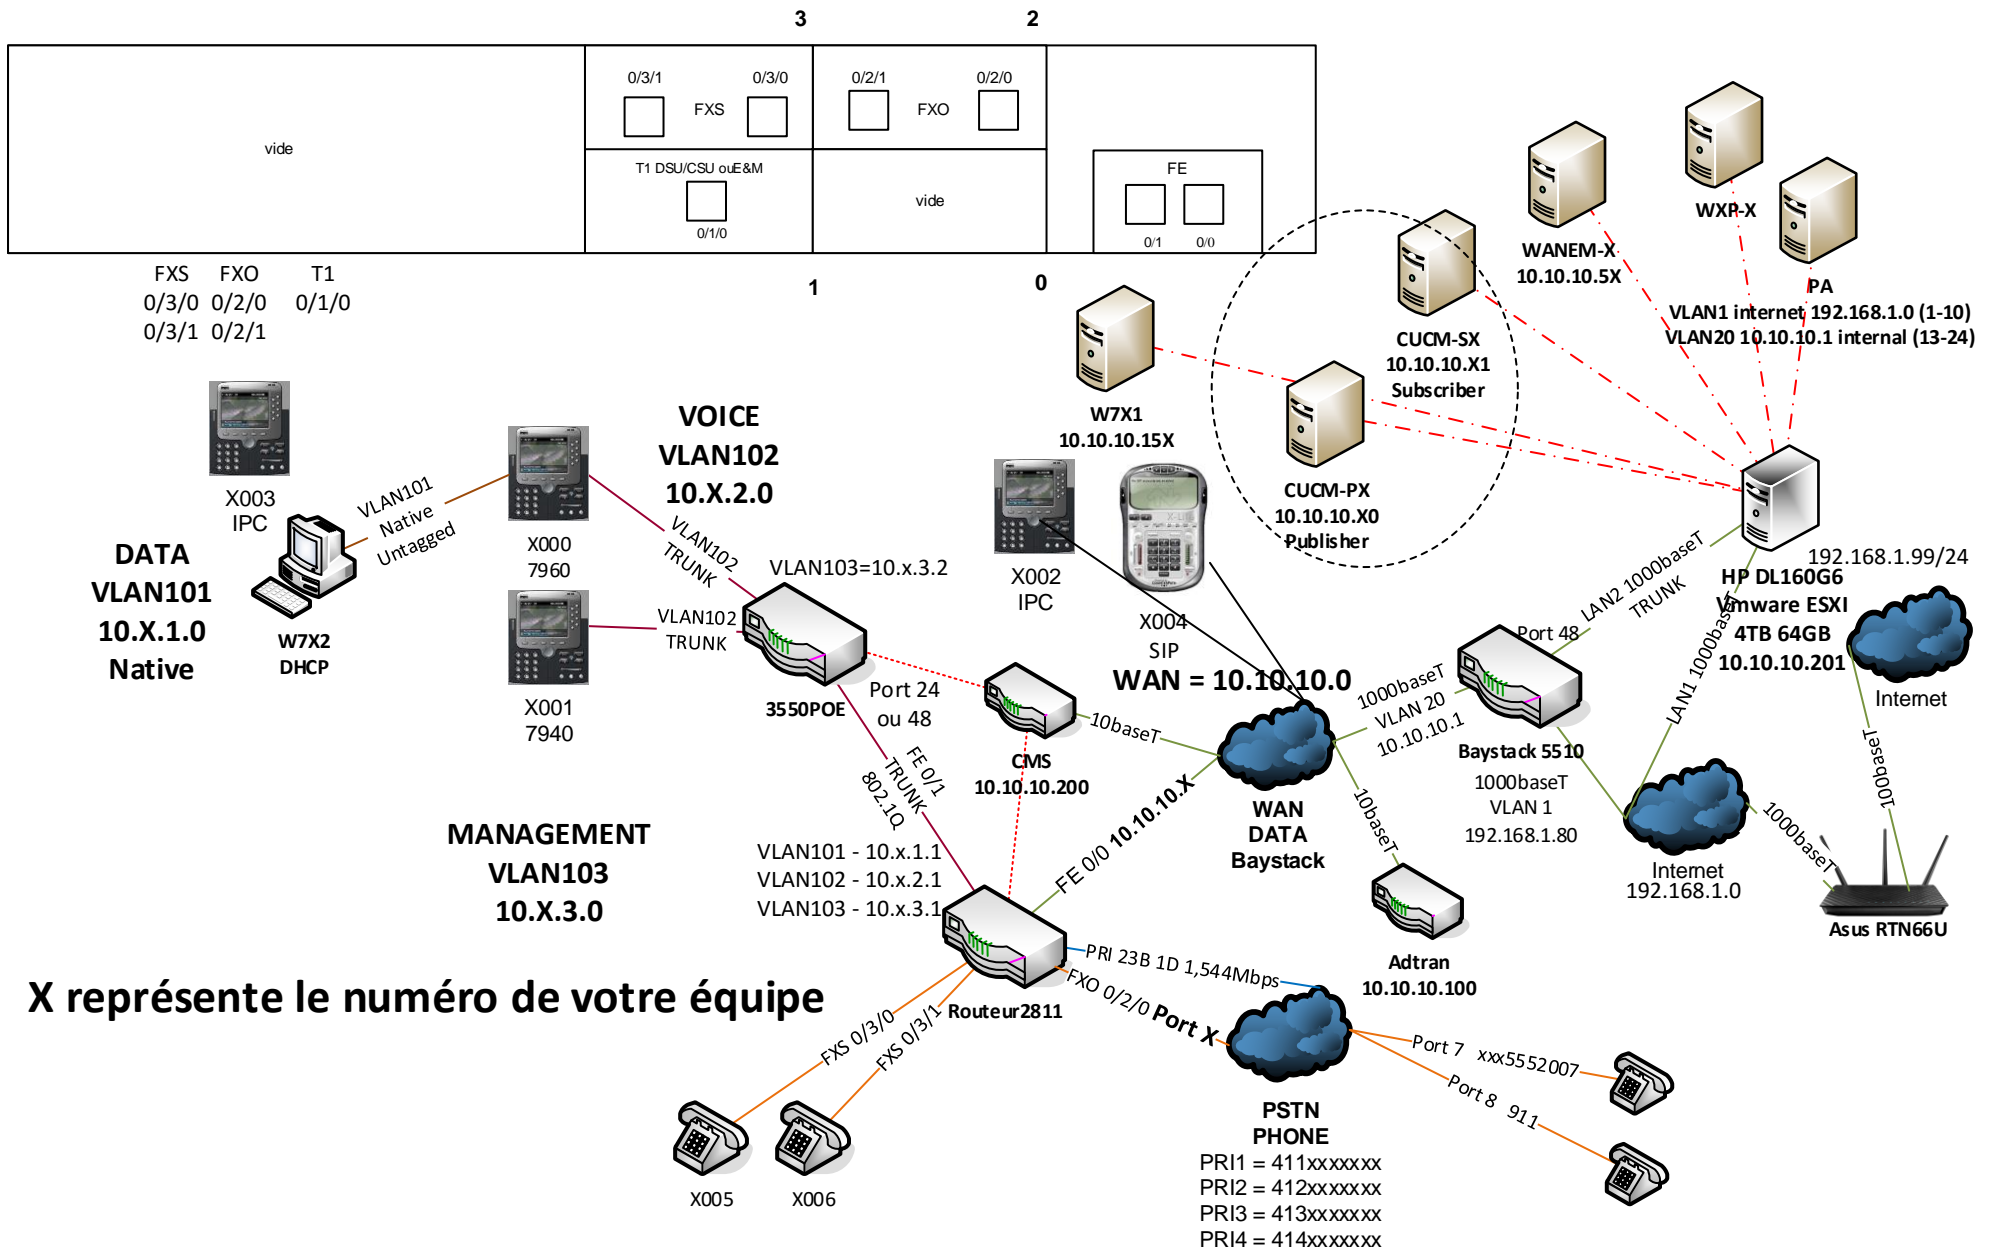 3
2
vide
0/3/1
0/3/0
FXS
0/2/1
0/2/0
FXO
T1 DSU/CSU ouE&M
0/1/0
vide
FE
0/1
0/0
1
0
FXS FXO T1
0/3/0 0/2/0 0/1/0
0/3/1 0/2/1
WXP-X
WANEM-X
10.10.10.5X
PA
VLAN1 internet 192.168.1.0 (1-10)
VLAN20 10.10.10.1 internal (13-24)
CUCM-SX
10.10.10.X1
Subscriber
W7X1
10.10.10.15X
CUCM-PX
10.10.10.X0
Publisher
X003
IPC
VLAN101
Native
Untagged
X000
7960
VOICE
VLAN102
10.X.2.0
VLAN102
TRUNK
DATA
VLAN101
10.X.1.0
Native
W7X2
DHCP
VLAN103=10.x.3.2
VLAN102
TRUNK
X001
7940
3550POE
Port 24
ou 48
X002
IPC
X004
SIP
WAN = 10.10.10.0
CMS
10.10.10.200
10baseT
1000baseT
VLAN 20
10.10.10.1
Port 48
LAN2 1000baseT
TRUNK
LAN1 1000baseT
192.168.1.99/24
HP DL160G6
Vmware ESXI
4TB 64GB
10.10.10.201
Internet
Baystack 5510
1000baseT
VLAN 1
192.168.1.80
100baseT
1000baseT
Internet
192.168.1.0
Asus RTN66U
FE 0/1
TRUNK
802.1Q
MANAGEMENT
VLAN103
10.X.3.0
VLAN101 - 10.x.1.1
VLAN102 - 10.x.2.1
VLAN103 - 10.x.3.1
FE 0/0 10.10.10.X
WAN
DATA
Baystack
10baseT
Adtran
10.10.10.100
X représente le numéro de votre équipe
Routeur2811
PRI 23B 1D 1,544Mbps
FXO 0/2/0 Port X
FXS 0/3/0
FXS 0/3/1
Port 7 xxx5552007
Port 8 911
X005
X006
PSTN
PHONE
PRI1 = 411xxxxxxx
PRI2 = 412xxxxxxx
PRI3 = 413xxxxxxx
PRI4 = 414xxxxxxx